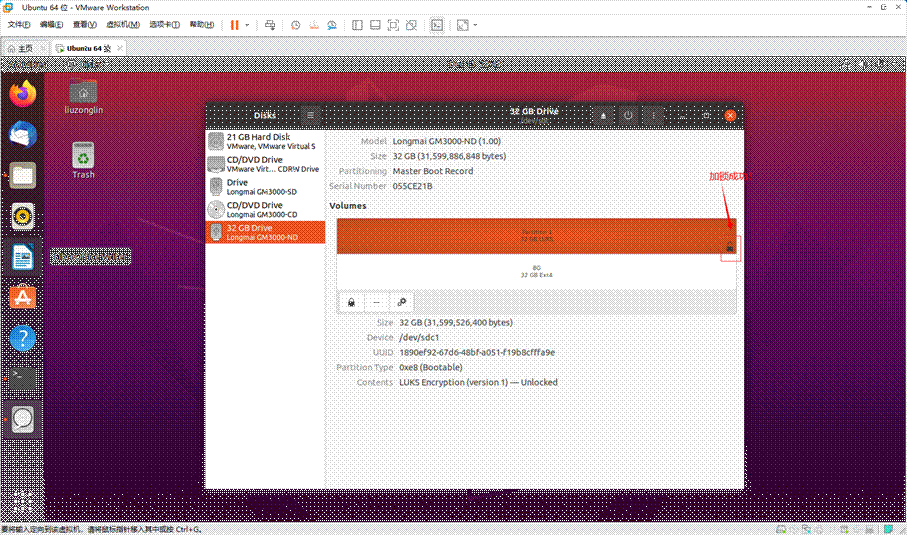 Ubuntu 64 位 - VMware Workstation
文件(F) 编辑(E) 查看(V) 虚拟机(M) 选项卡(T) 帮助(H)
主页 Ubuntu 64 位
liuzonglin
Trash
Disks
32 GB Drive
21 GB Hard Disk
VMware, VMware Virtual S
CD/DVD Drive
VMware Virt... CDRW Drive
Drive
Longmai GM3000-SD
CD/DVD Drive
Longmai GM3000-CD
32 GB Drive
Longmai GM3000-ND
Model Longmai GM3000-ND (1.00)
Size 32 GB (31,599,886,848 bytes)
Partitioning Master Boot Record
Serial Number 055CE21B
加锁成功
Volumes
Partition 1
32 GB LUKS
BG
32 GB Ext4
Size 32 GB (31,599,526,400 bytes)
Device /dev/sdc1
UUID 1890ef92-67d6-48bf-a051-f19b8cfffa9e
Partition Type 0xe8 (Bootable)
Contents LUKS Encryption (version 1) — Unlocked
要将输入定向到该虚拟机，请将鼠标指针移入其中或按 Ctrl+G。